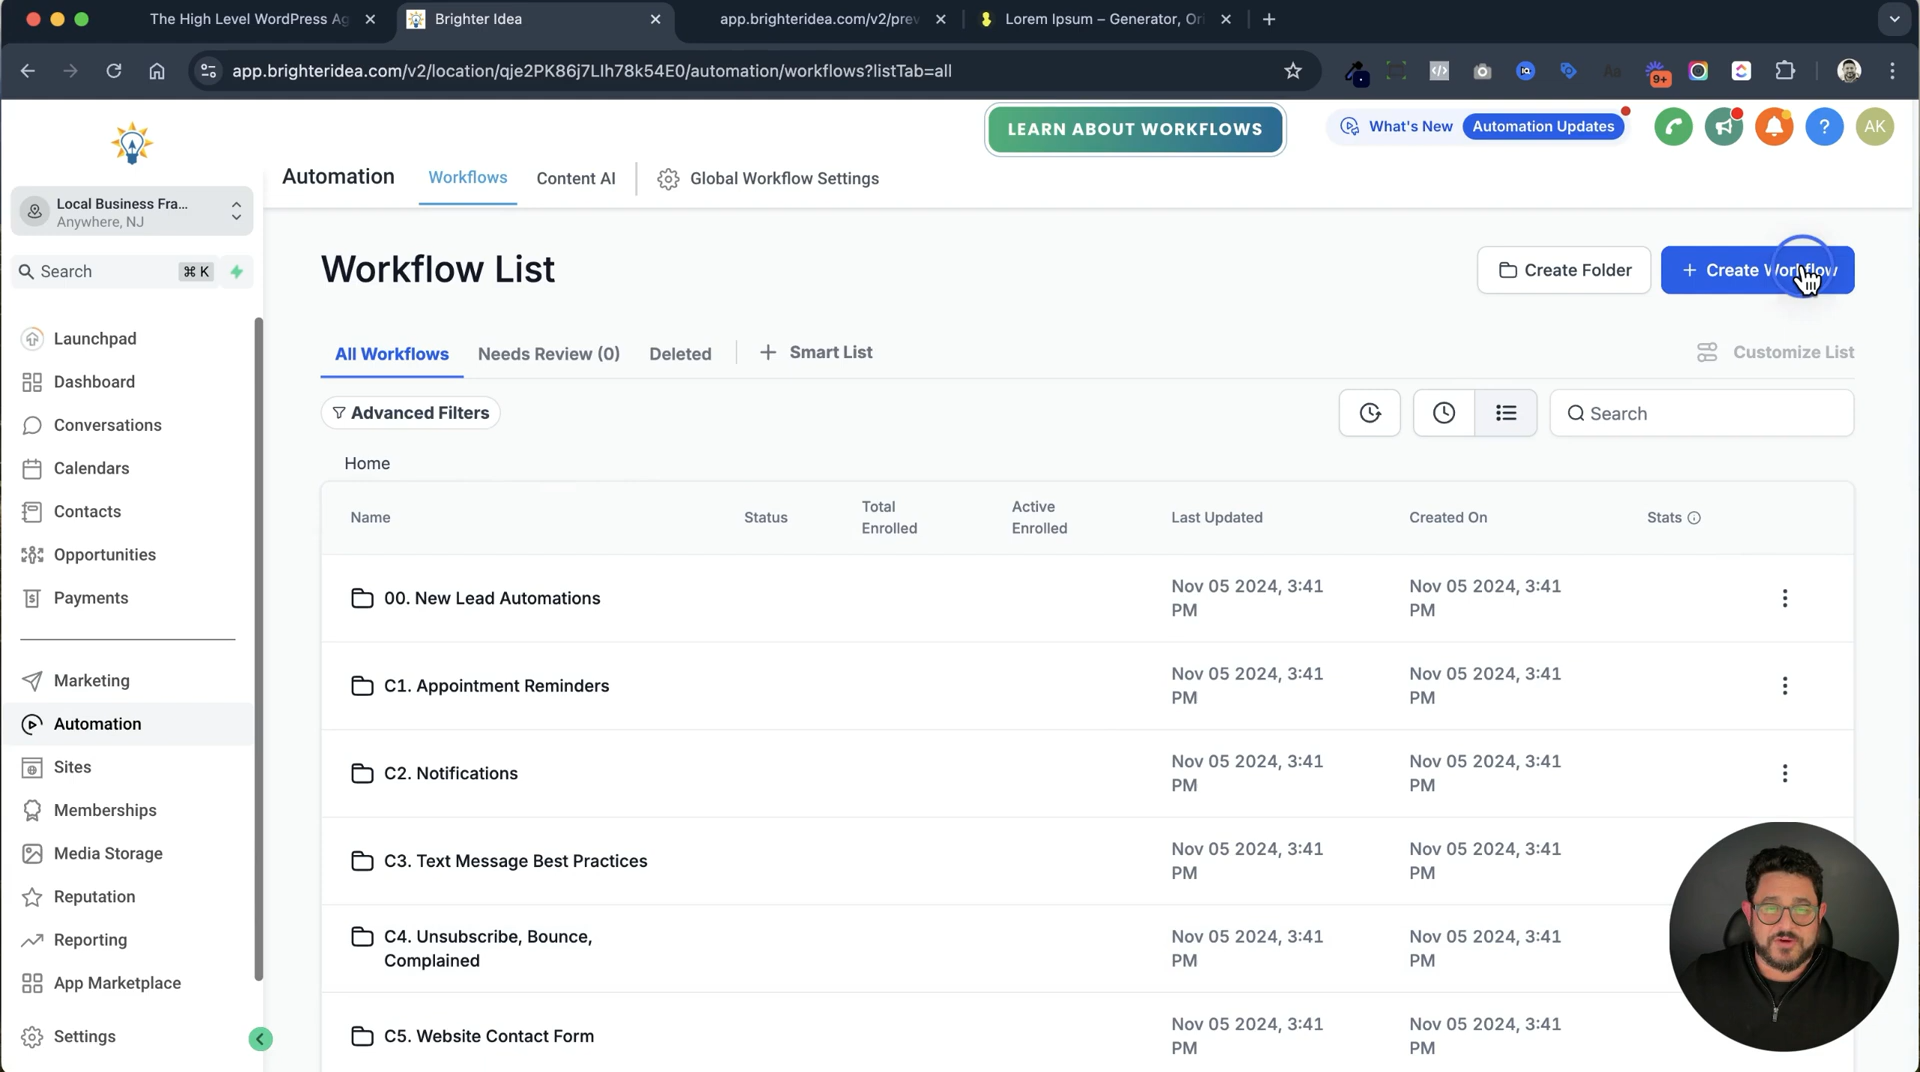 The High Level WordPress Ag
Brighter Idea
app.brighteridea.com/v2/prev
Lorem Ipsum – Generator, Ori
app.brighteridea.com/v2/location/qje2PK86j7LIh78k54E0/automation/workflows?listTab=all
9+
LEARN ABOUT WORKFLOWS
What's New
Automation Updates
?
AK
Local Business Fra...
Anywhere, NJ
Automation
Workflows
Content AI
Global Workflow Settings
Search
⌘ K
Launchpad
Dashboard
Conversations
Calendars
Contacts
Opportunities
Payments
Marketing
Automation
Sites
Memberships
Media Storage
Reputation
Reporting
App Marketplace
Settings
Workflow List
Create Folder
+ Create Workflow
All Workflows
Needs Review (0)
Deleted
+ Smart List
Customize List
Advanced Filters
Search
Home
Name
Status
Total
Enrolled
Active
Enrolled
Last Updated
Created On
Stats
00. New Lead Automations
Nov 05 2024, 3:41
PM
Nov 05 2024, 3:41
PM
C1. Appointment Reminders
Nov 05 2024, 3:41
PM
Nov 05 2024, 3:41
PM
C2. Notifications
Nov 05 2024, 3:41
PM
Nov 05 2024, 3:41
PM
C3. Text Message Best Practices
Nov 05 2024, 3:41
PM
Nov 05 2024, 3:41
PM
C4. Unsubscribe, Bounce,
Complained
Nov 05 2024, 3:41
PM
Nov 05 2024, 3:41
PM
C5. Website Contact Form
Nov 05 2024, 3:41
PM
Nov 05 2024, 3:41
PM